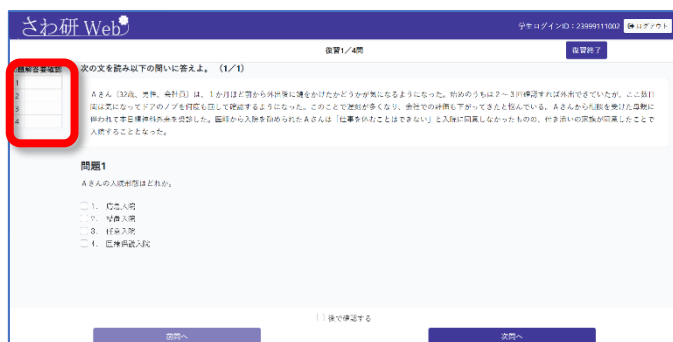 さわ研 Web
学生ログインID：23999111002 ログアウト
復習1／4問
復習終了
問題解答要確認
1
2
3
4
次の文を読み以下の問いに答えよ。（1／1）
Aさん（32歳、男性、会社員）は、1か月ほど前から外出後に鍵をかけたかどうかが気になるようになった。始めのうちは2～3回確認すれば外出できていたが、ここ数日
間は気になってドアのノブを何度も回して確認するようになった。このことで遅刻が多くなり、会社での評価も下がってきたと悩んでいる。Aさんから相談を受けた母親に
伴われて本日精神科外来を受診した。医師から入院を勧められたAさんは「仕事を休むことはできない」と入院に同意しなかったものの、付き添いの家族が同意したことで
入院することとなった。
問題1
Aさんの入院形態はどれか。
1. 応急入院
2. 措置入院
3. 任意入院
4. 医療保護入院
後で確認する
前問へ
次問へ